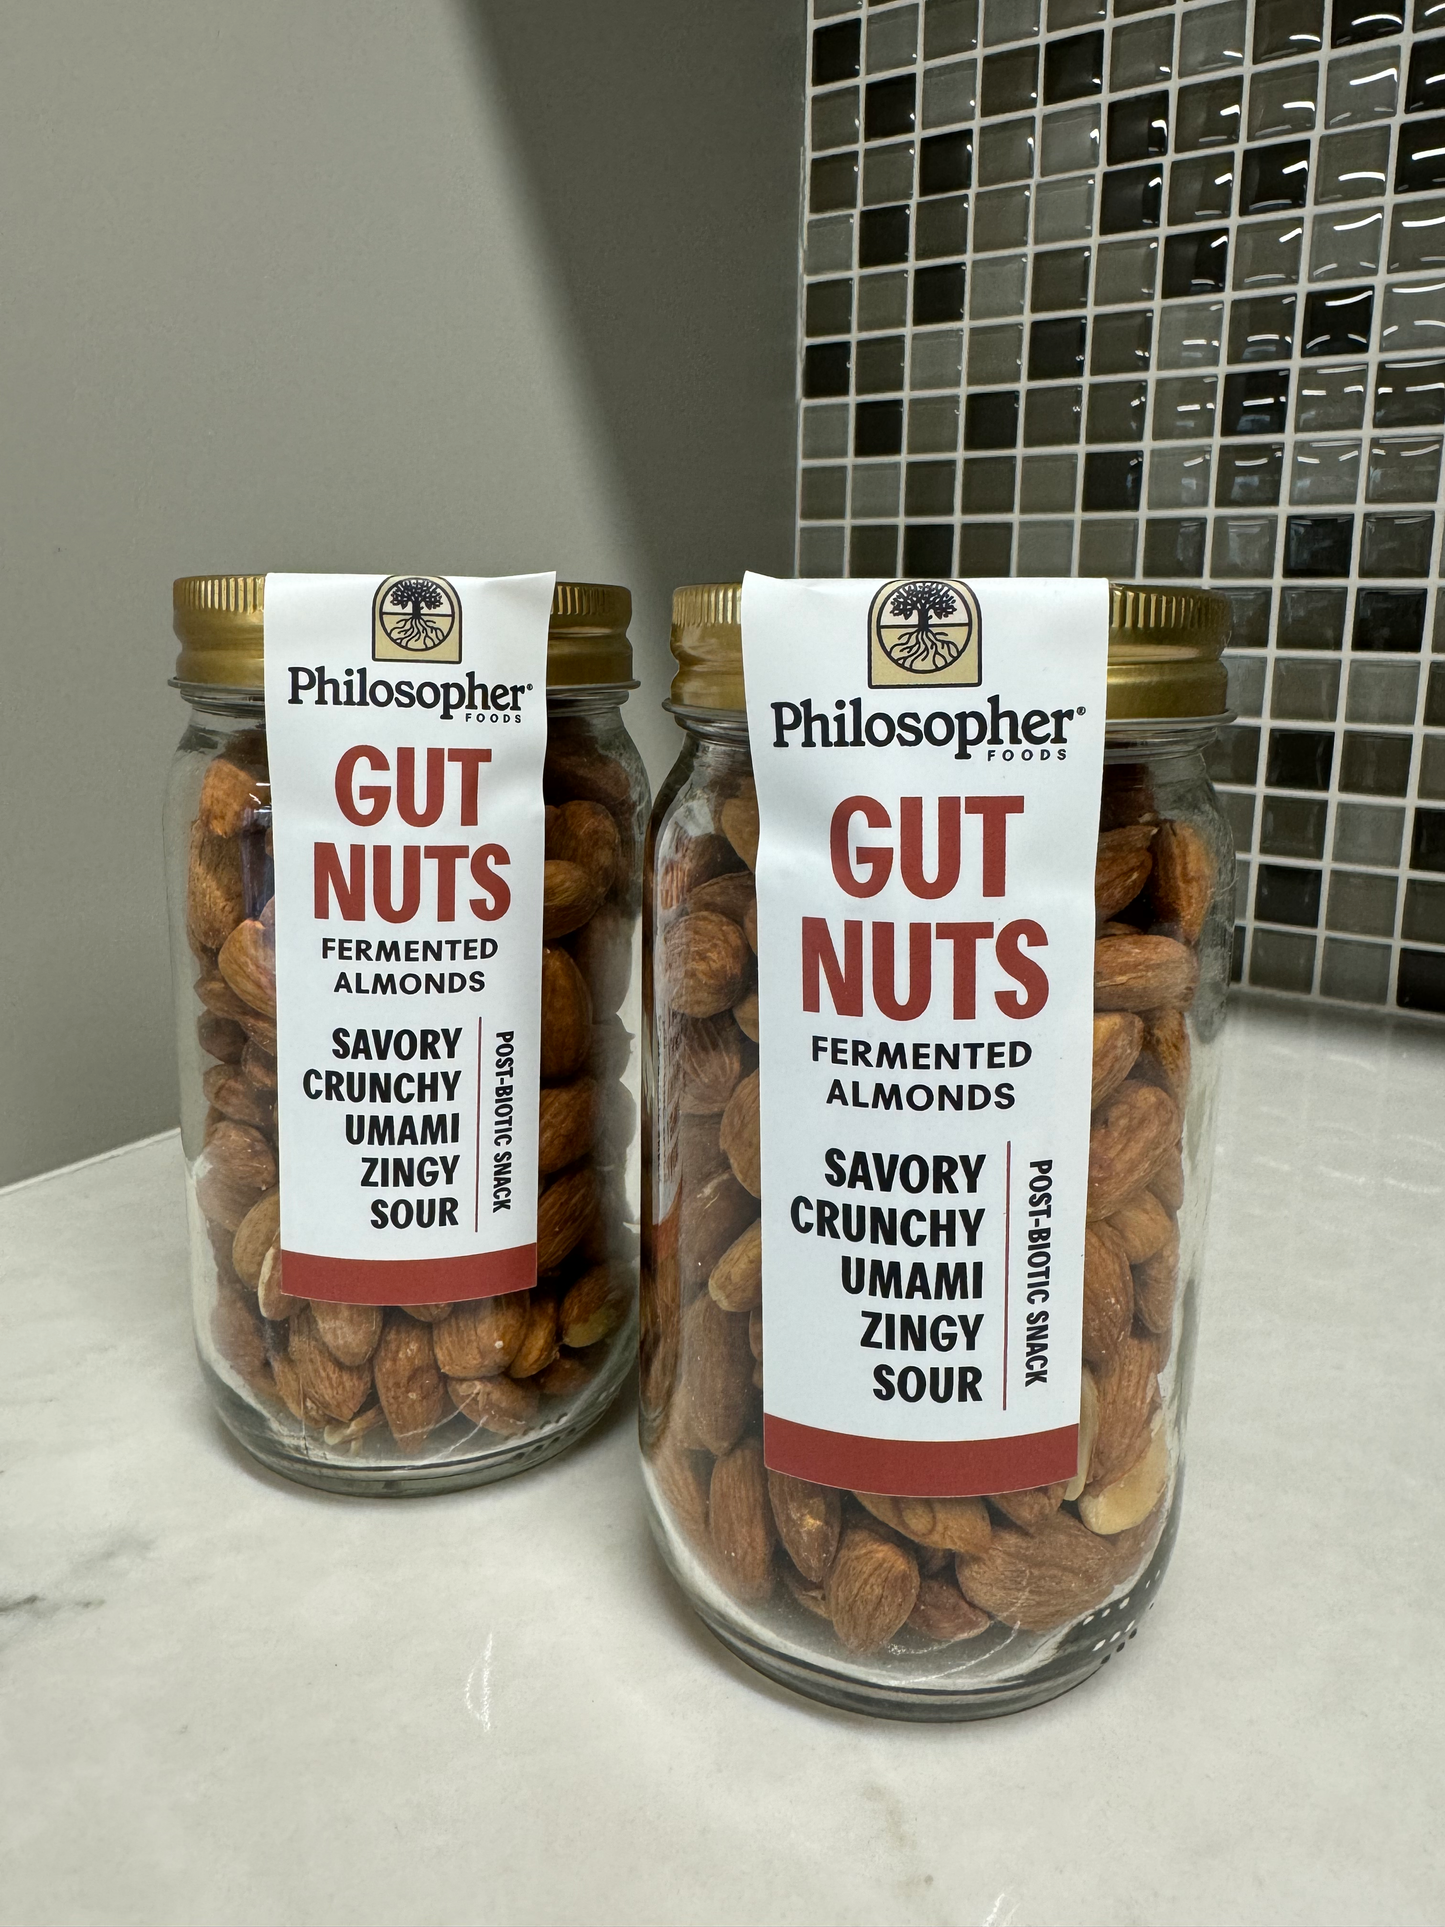 Philosopher®
FOODS
GUT
NUTS
FERMENTED
ALMONDS
SAVORY
CRUNCHY
UMAMI
ZINGY
SOUR
POST-BIOTIC SNACK
Philosopher®
FOODS
GUT
NUTS
FERMENTED
ALMONDS
SAVORY
CRUNCHY
UMAMI
ZINGY
SOUR
POST-BIOTIC SNACK